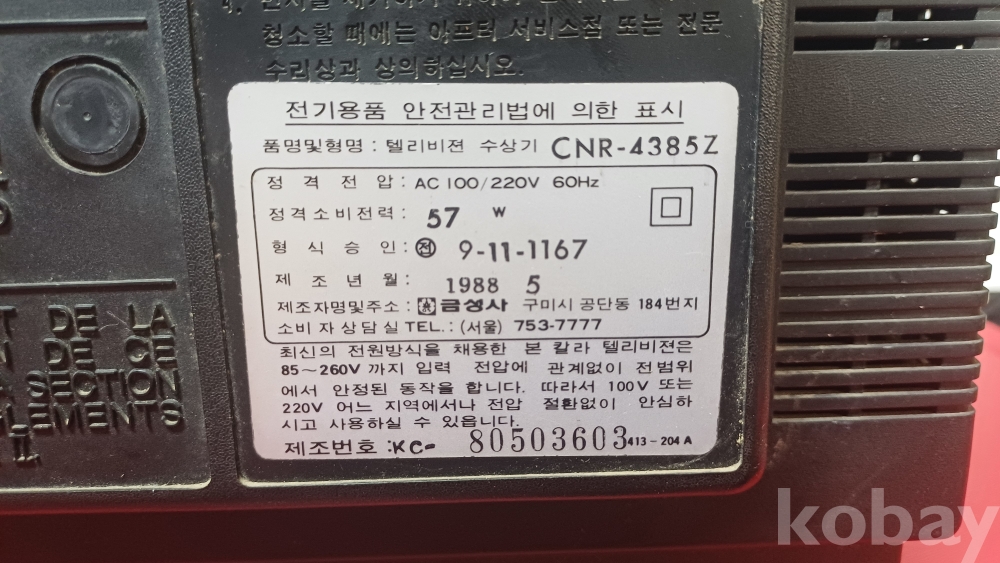 청소할 때에는 아프터 서비스점 또는 전문
수리상과 상의하십시오.
전기용품 안전관리법에 의한 표시
품명및형명 : 텔리비젼 수상기 CNR-4385Z
정 격 전 압 : AC 100/220V 60Hz
정격소비전력 : 57 W
형 식 승 인 : 전 9-11-1167
제 조 년 월 : 1988 5
제조자명및주소 : 금성사 구미시 공단동 184번지
소비자상담실 TEL. : (서울) 753-7777
최신의 전원방식을 채용한 본 칼라 텔리비젼은
85~260V 까지 입력 전압에 관계없이 전범위
에서 안정된 동작을 합니다. 따라서 100V 또는
220V 어느 지역에서나 전압 절환없이 안심하
시고 사용하실 수 있읍니다.
제조번호 : KC- 80503603 413-204A
DE LA
DE CE
SECTION
II
kobay